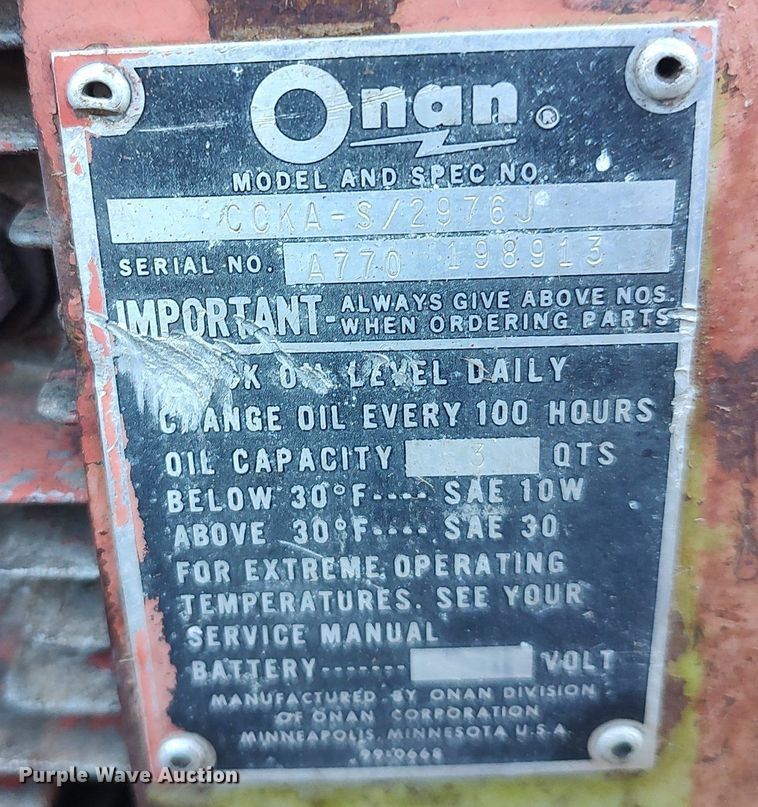 Onan ®
MODEL AND SPEC NO.
CCKA-S/2976J
SERIAL NO. A770 198913
IMPORTANT- ALWAYS GIVE ABOVE NOS.
WHEN ORDERING PARTS
OIL LEVEL DAILY
CHANGE OIL EVERY 100 HOURS
OIL CAPACITY 3 QTS
BELOW 30°F---- SAE 10W
ABOVE 30°F---- SAE 30
FOR EXTREME OPERATING
TEMPERATURES. SEE YOUR
SERVICE MANUAL
BATTERY------- VOLT
MANUFACTURED BY ONAN DIVISION
OF ONAN CORPORATION
MINNEAPOLIS, MINNESOTA U.S.A.
99-0668
Purple Wave Auction